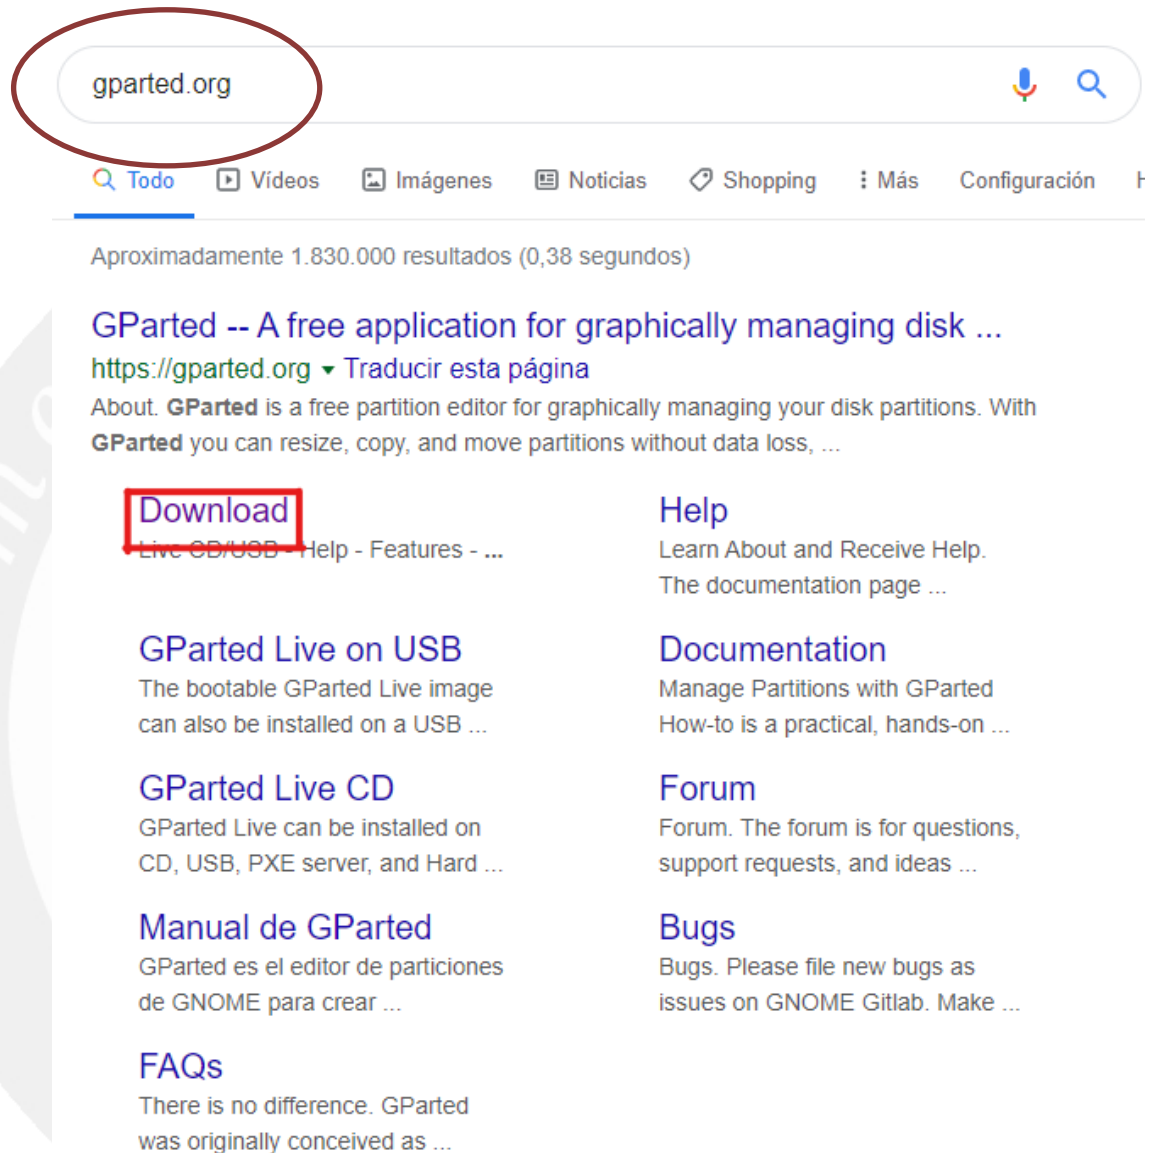 gparted.org
Todo Vídeos Imágenes Noticias Shopping Más Configuración
Aproximadamente 1.830.000 resultados (0,38 segundos)
GParted -- A free application for graphically managing disk ...
https://gparted.org Traducir esta página
About. GParted is a free partition editor for graphically managing your disk partitions. With
GParted you can resize, copy, and move partitions without data loss, ...
Download
Live CD/USB - Help - Features - ...
Help
Learn About and Receive Help.
The documentation page ...
GParted Live on USB
The bootable GParted Live image
can also be installed on a USB ...
Documentation
Manage Partitions with GParted
How-to is a practical, hands-on ...
GParted Live CD
GParted Live can be installed on
CD, USB, PXE server, and Hard ...
Forum
Forum. The forum is for questions,
support requests, and ideas ...
Manual de GParted
GParted es el editor de particiones
de GNOME para crear ...
Bugs
Bugs. Please file new bugs as
issues on GNOME Gitlab. Make ...
FAQs
There is no difference. GParted
was originally conceived as ...